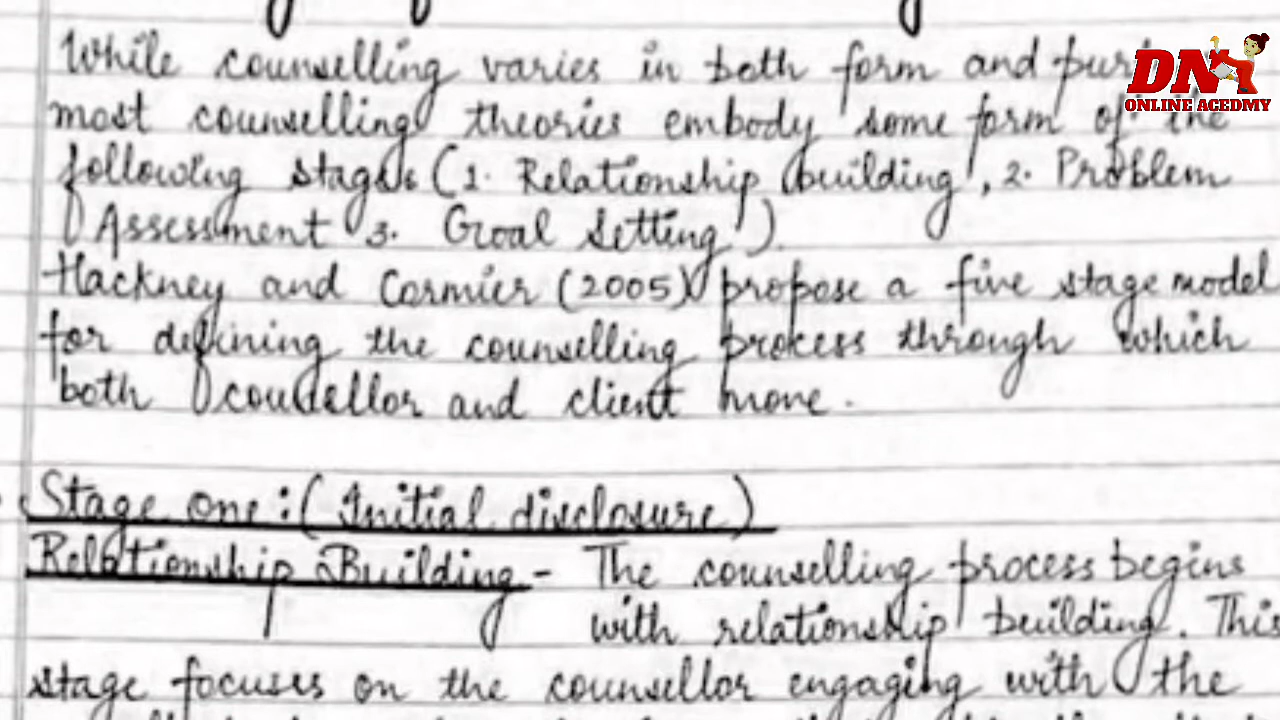 While counselling varies in both form and
most counselling theories embody some form of the
following stages (1. Relationship building, 2. Problem
Assessment 3. Goal Setting)
Hackney and Cormier (2005) propose a five stage model
for defining the counselling process through which
both counsellor and client move.
Stage one: (Initial disclosure)
Relationship Building - The counselling process begins
with relationship building. This
stage focuses on the counsellor engaging with the
DNA
ONLINE ACEDMY